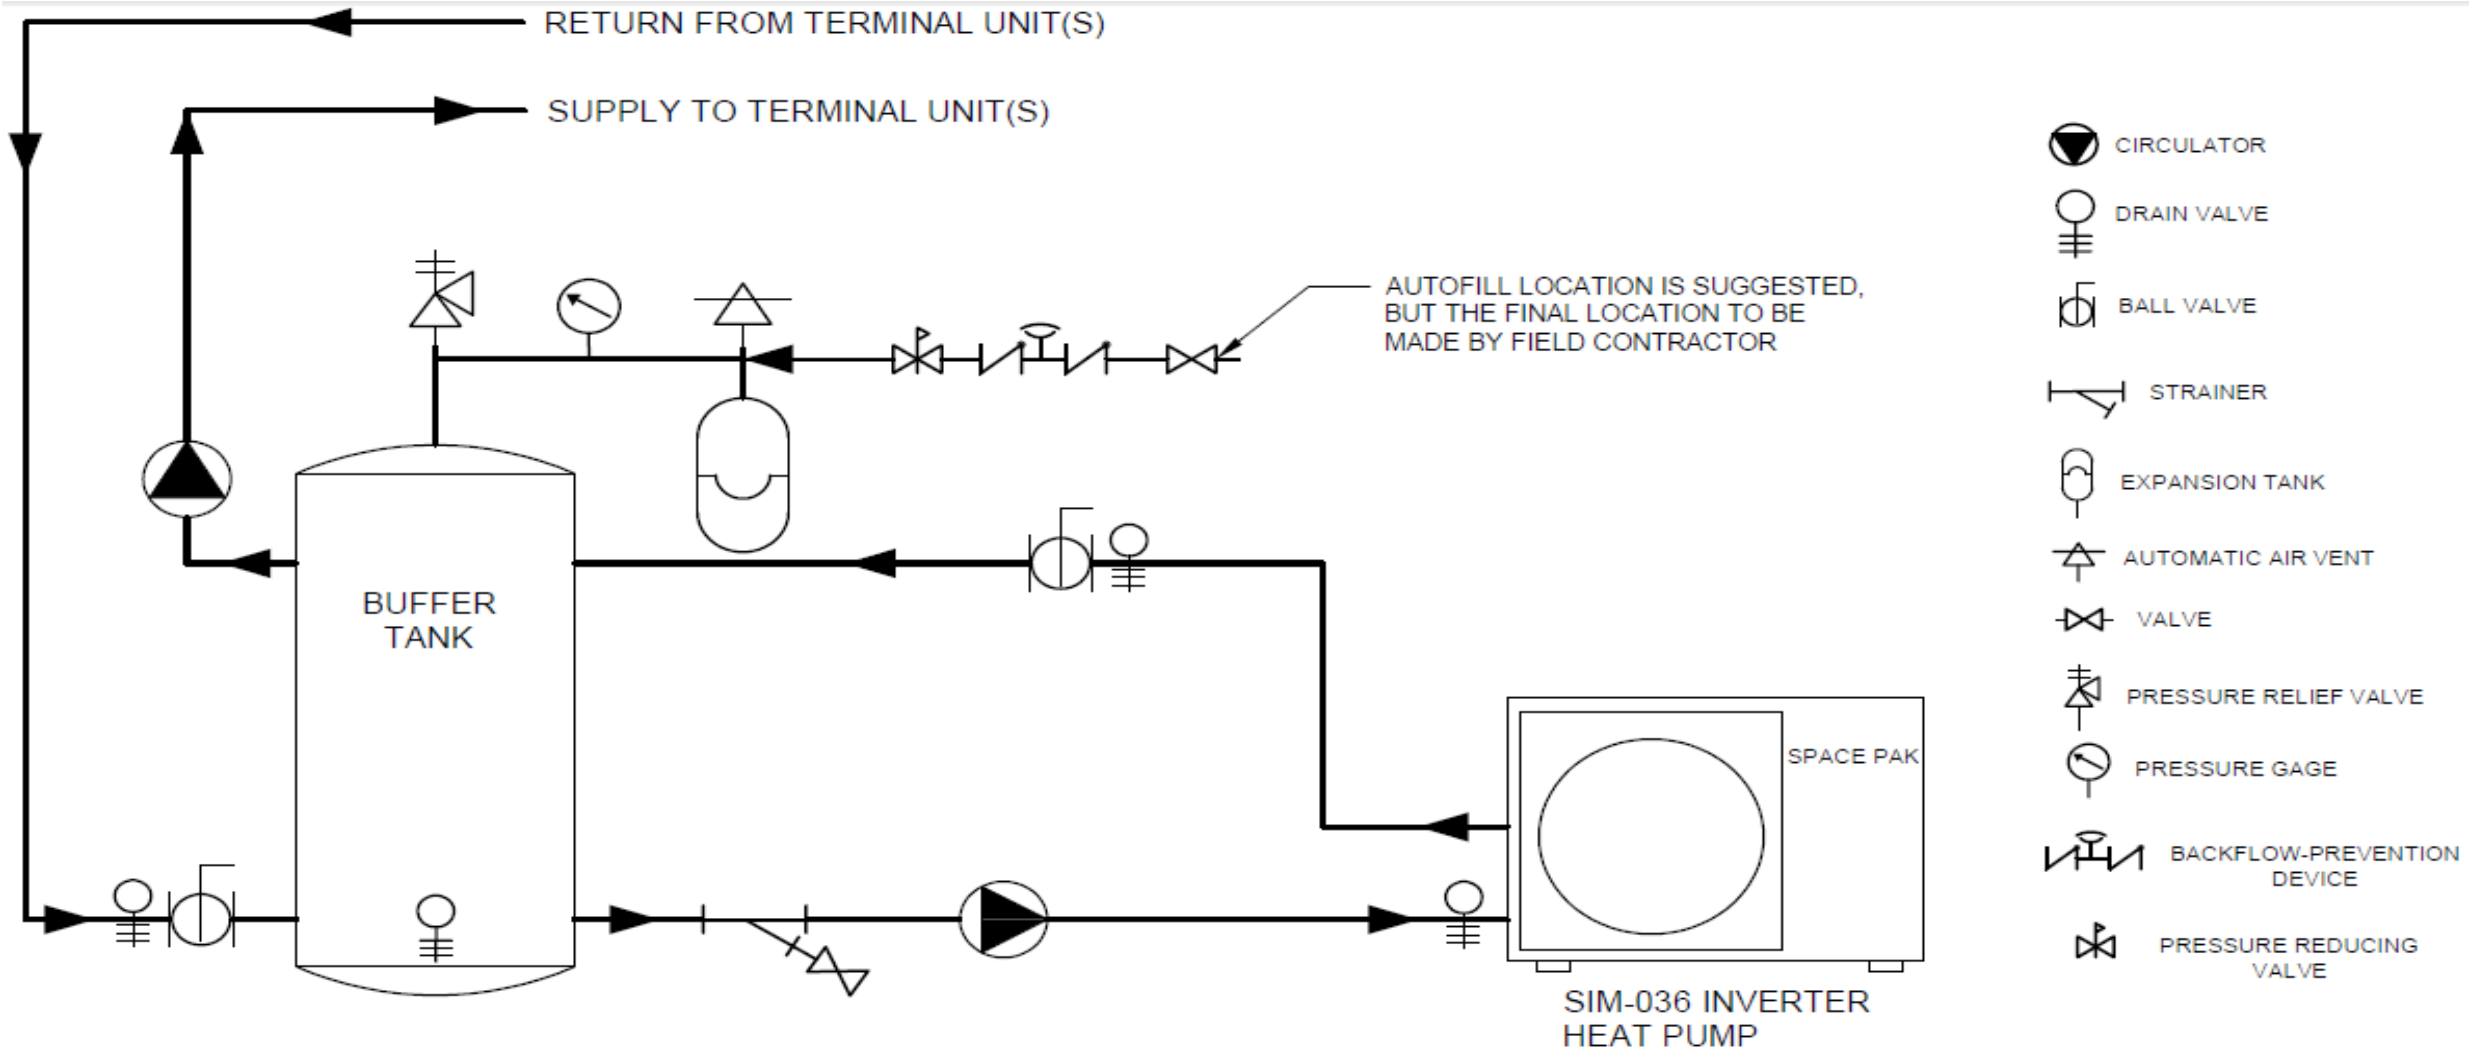 RETURN FROM TERMINAL UNIT(S)
SUPPLY TO TERMINAL UNIT(S)
AUTOFILL LOCATION IS SUGGESTED,
BUT THE FINAL LOCATION TO BE
MADE BY FIELD CONTRACTOR
BUFFER
TANK
SPACE PAK
SIM-036 INVERTER
HEAT PUMP
CIRCULATOR
DRAIN VALVE
BALL VALVE
STRAINER
EXPANSION TANK
AUTOMATIC AIR VENT
VALVE
PRESSURE RELIEF VALVE
PRESSURE GAGE
BACKFLOW-PREVENTION
DEVICE
PRESSURE REDUCING
VALVE